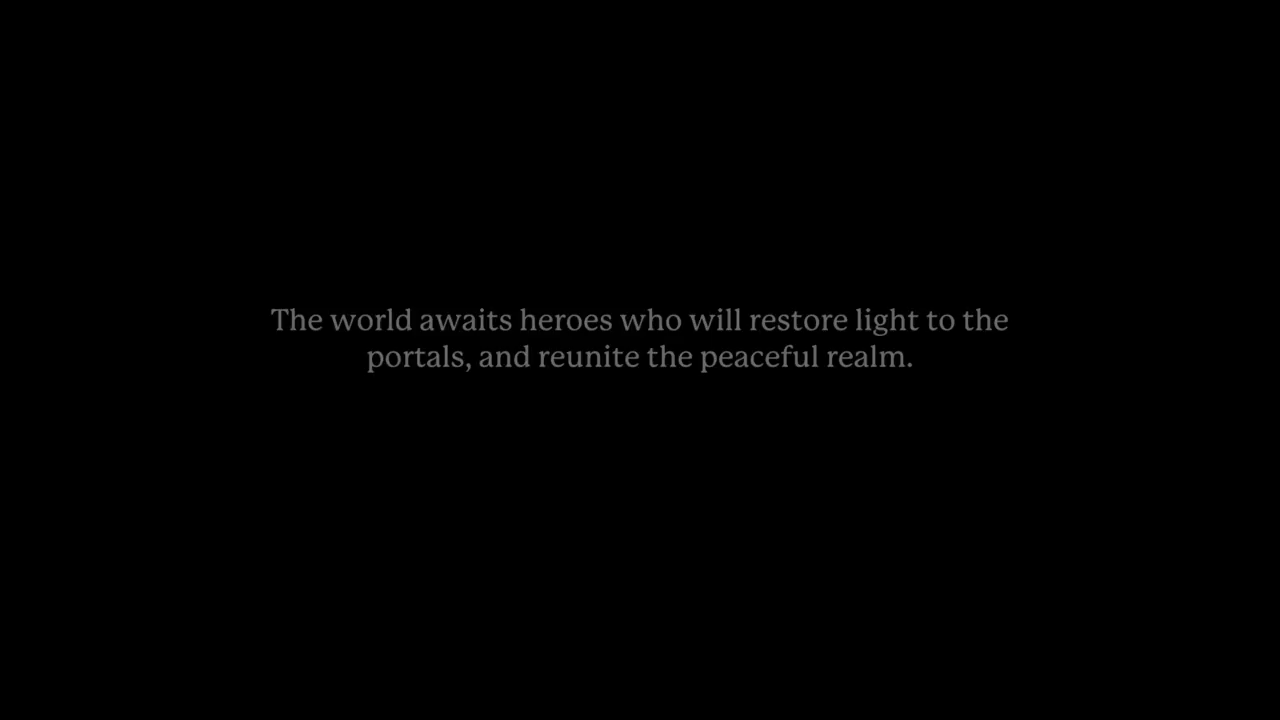 The world awaits heroes who will restore light to the
portals, and reunite the peaceful realm.